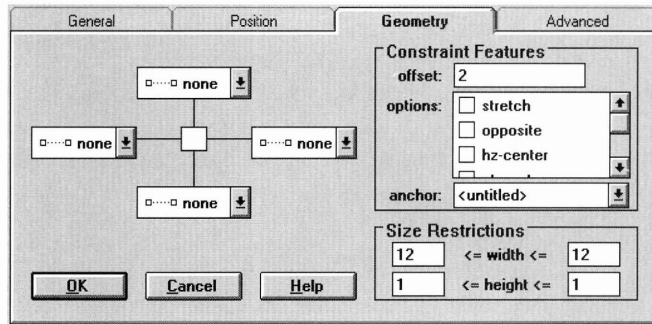 General Position Geometry Advanced
none
none none
none
OK Cancel Help
Constraint Features
offset: 2
options: stretch
opposite
hz-center
anchor: <untitled>
Size Restrictions
12 <= width <= 12
1 <= height <= 1